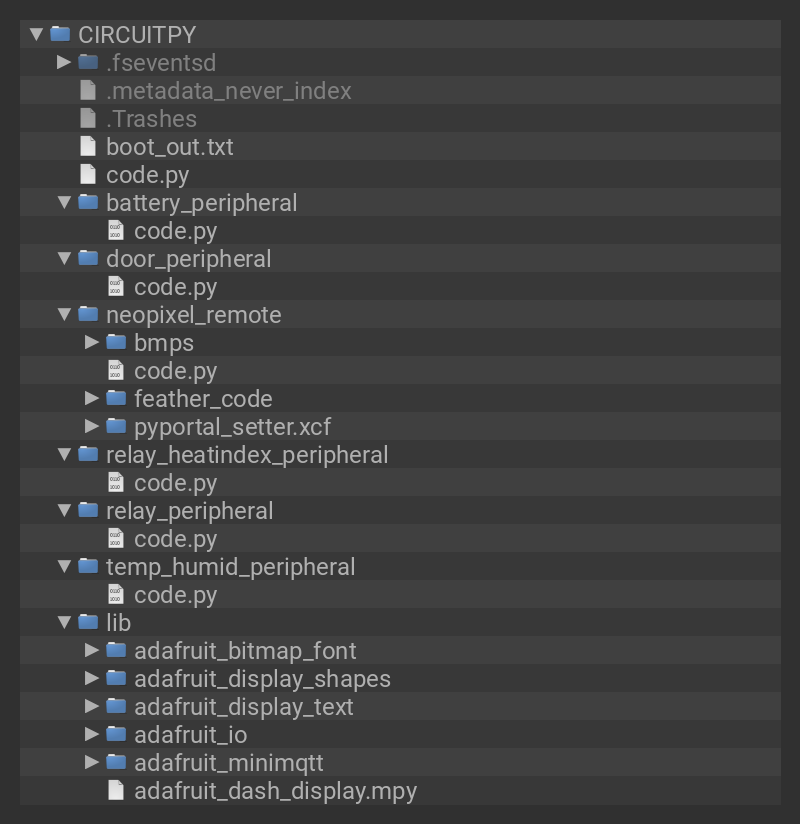 CIRCUITPY
.fseventsd
.metadata_never_index
.Trashes
boot_out.txt
code.py
battery_peripheral
code.py
door_peripheral
code.py
neopixel_remote
bmps
code.py
feather_code
pyportal_setter.xcf
relay_heatindex_peripheral
code.py
relay_peripheral
code.py
temp_humid_peripheral
code.py
lib
adafruit_bitmap_font
adafruit_display_shapes
adafruit_display_text
adafruit_io
adafruit_minimqtt
adafruit_dash_display.mpy